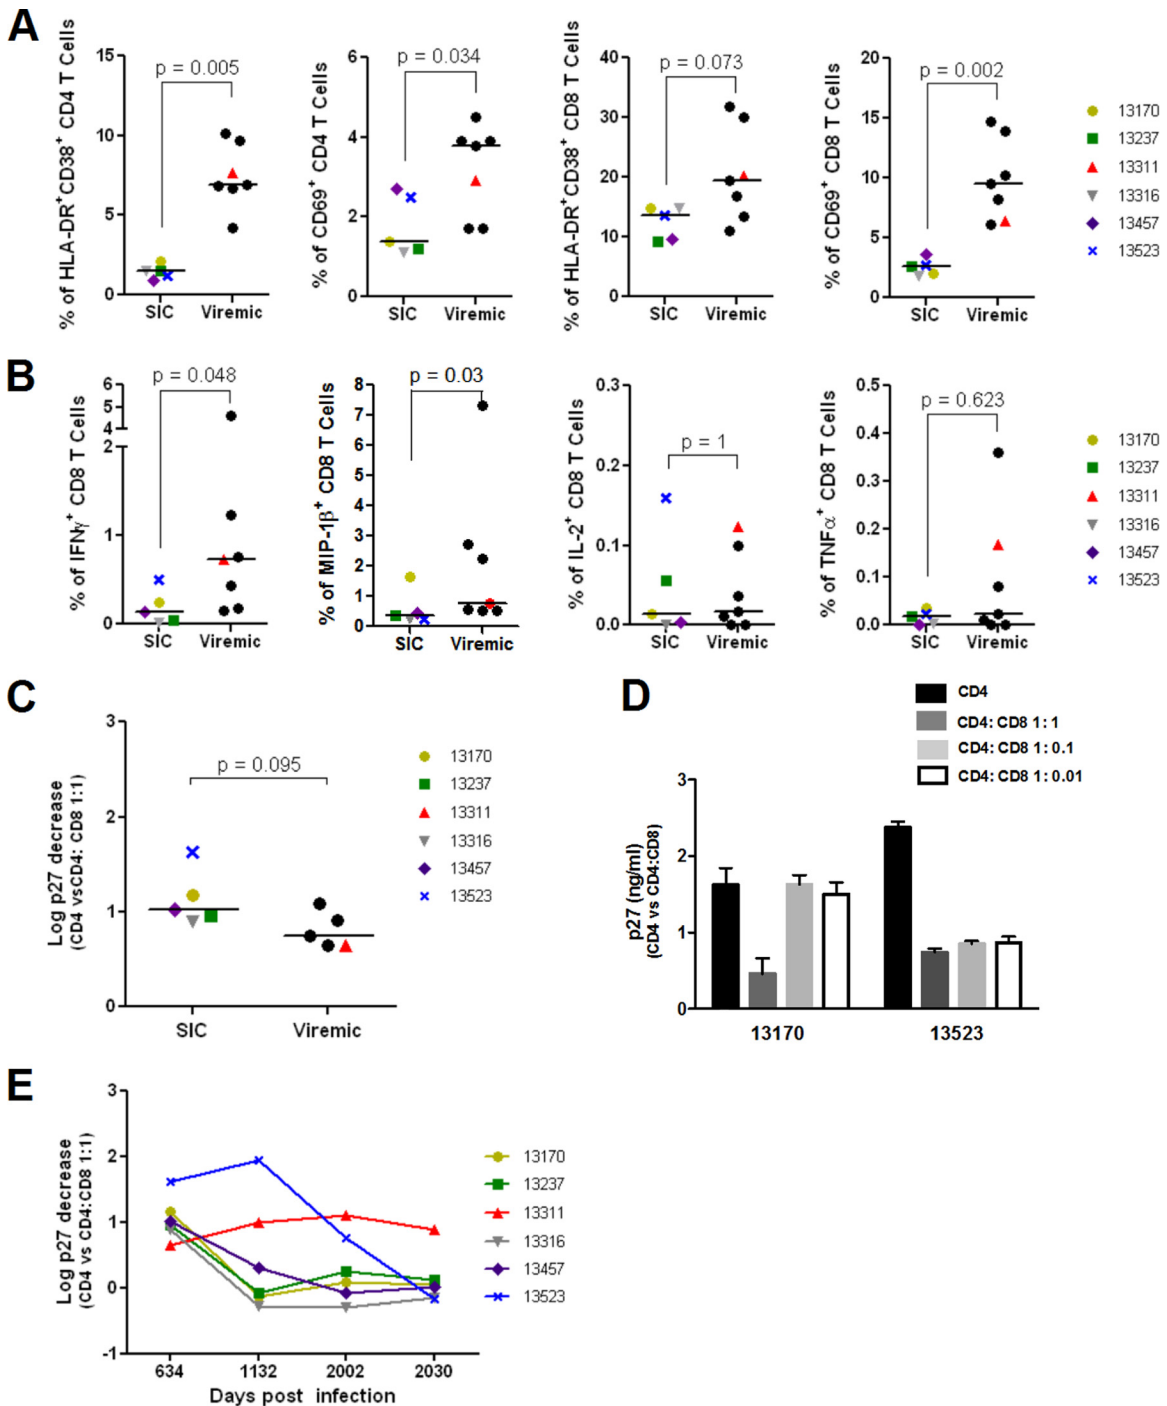 A
% of HLA-DR⁺CD38⁺ CD4 T Cells
15
10
5
0
p = 0.005
SIC
Viremic
% of CD69⁺ CD4 T Cells
6
4
2
0
p = 0.034
SIC
Viremic
% of HLA-DR⁺CD38⁺ CD8 T Cells
40
30
20
10
0
p = 0.073
SIC
Viremic
% of CD69⁺ CD8 T Cells
20
15
10
5
0
p = 0.002
SIC
Viremic
13170
13237
13311
13316
13457
13523
B
% of IFNγ⁺ CD8 T Cells
6
5
4
2
1
0
p = 0.048
SIC
Viremic
% of MIP-1β⁺ CD8 T Cells
8
7
6
5
4
3
2
1
0
p = 0.03
SIC
Viremic
% of IL-2⁺ CD8 T Cells
0.3
0.2
0.1
0.0
p = 1
SIC
Viremic
% of TNFα⁺ CD8 T Cells
0.5
0.4
0.3
0.2
0.1
0.0
p = 0.623
SIC
Viremic
13170
13237
13311
13316
13457
13523
C
Log p27 decrease
(CD4 vsCD4: CD8 1:1)
3
2
1
0
p = 0.095
SIC
Viremic
13170
13237
13311
13316
13457
13523
D
CD4
CD4: CD8 1: 1
CD4: CD8 1: 0.1
CD4: CD8 1: 0.01
p27 (ng/ml)
(CD4 vs CD4:CD8)
3
2
1
0
13170
13523
E
Log p27 decrease
(CD4 vs CD4:CD8 1:1)
3
2
1
0
-1
634
1132
2002
2030
Days post infection
13170
13237
13311
13316
13457
13523